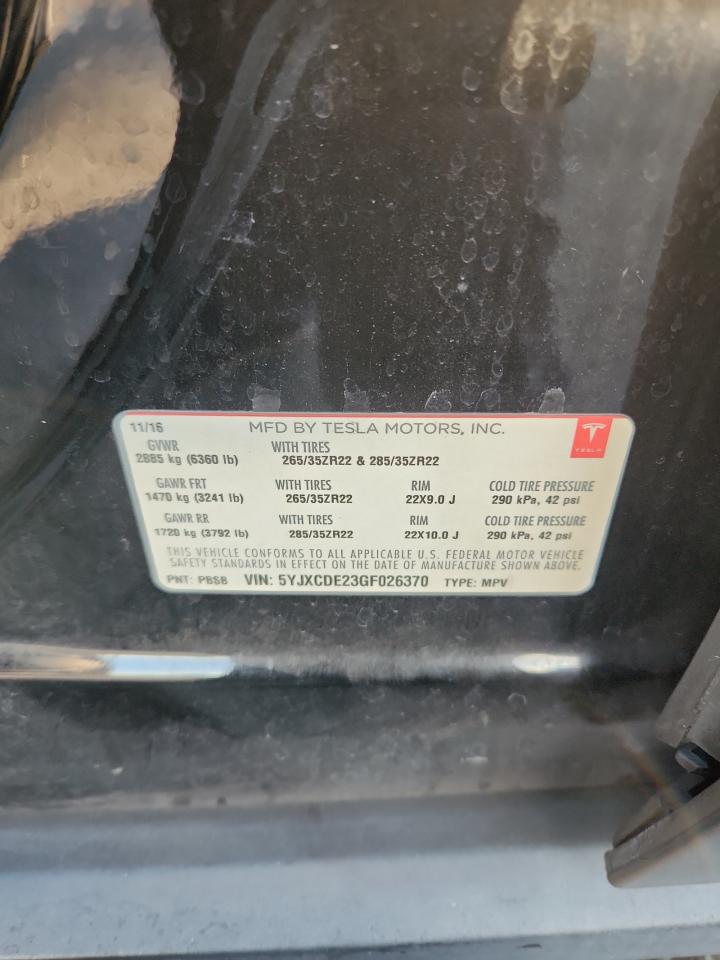 11/16 MFD BY TESLA MOTORS, INC.
GVWR WITH TIRES
2885 kg (6360 lb) 265/35ZR22 & 285/35ZR22
TESLA
GAWR FRT WITH TIRES RIM COLD TIRE PRESSURE
1470 kg (3241 lb) 265/35ZR22 22X9.0 J 290 kPa, 42 psi
GAWR RR WITH TIRES RIM COLD TIRE PRESSURE
1720 kg (3792 lb) 285/35ZR22 22X10.0 J 290 kPa, 42 psi
THIS VEHICLE CONFORMS TO ALL APPLICABLE U.S. FEDERAL MOTOR VEHICLE
SAFETY STANDARDS IN EFFECT ON THE DATE OF MANUFACTURE SHOWN ABOVE.
PNT: PBSB VIN: 5YJXCDE23GF026370 TYPE: MPV